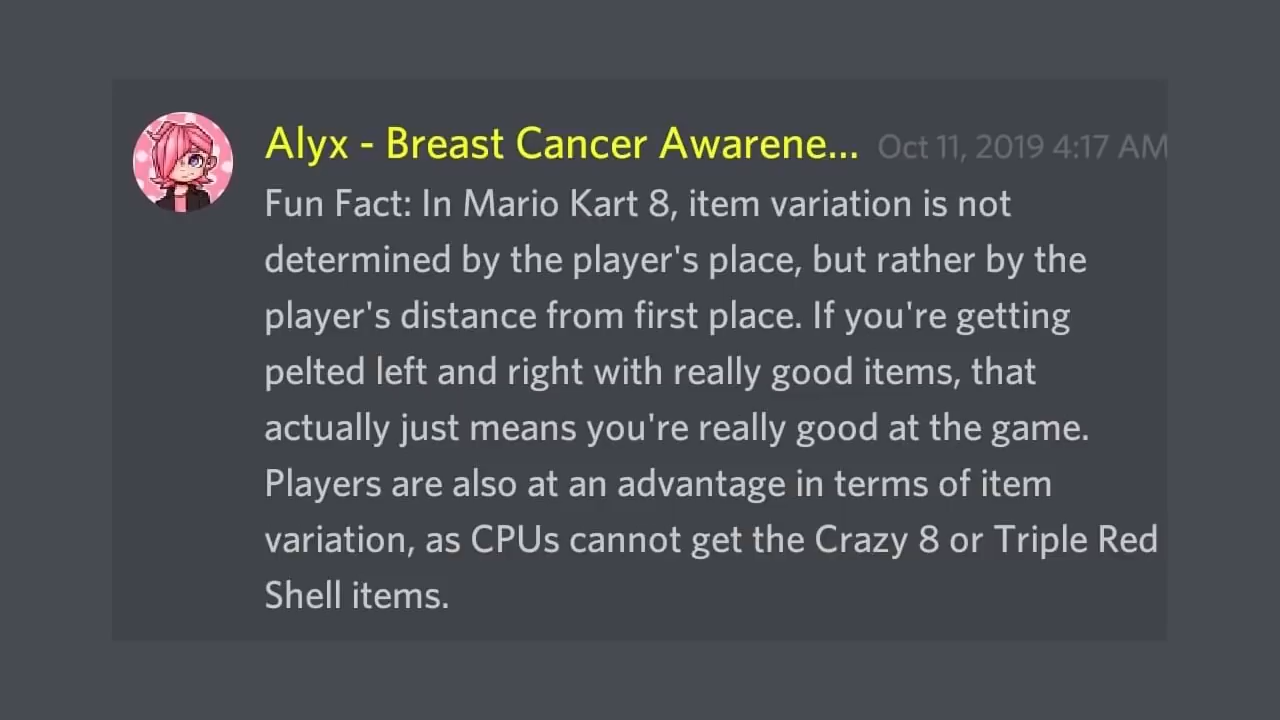 Alyx - Breast Cancer Awarene... Oct 11, 2019 4:17 AM
Fun Fact: In Mario Kart 8, item variation is not
determined by the player's place, but rather by the
player's distance from first place. If you're getting
pelted left and right with really good items, that
actually just means you're really good at the game.
Players are also at an advantage in terms of item
variation, as CPUs cannot get the Crazy 8 or Triple Red
Shell items.